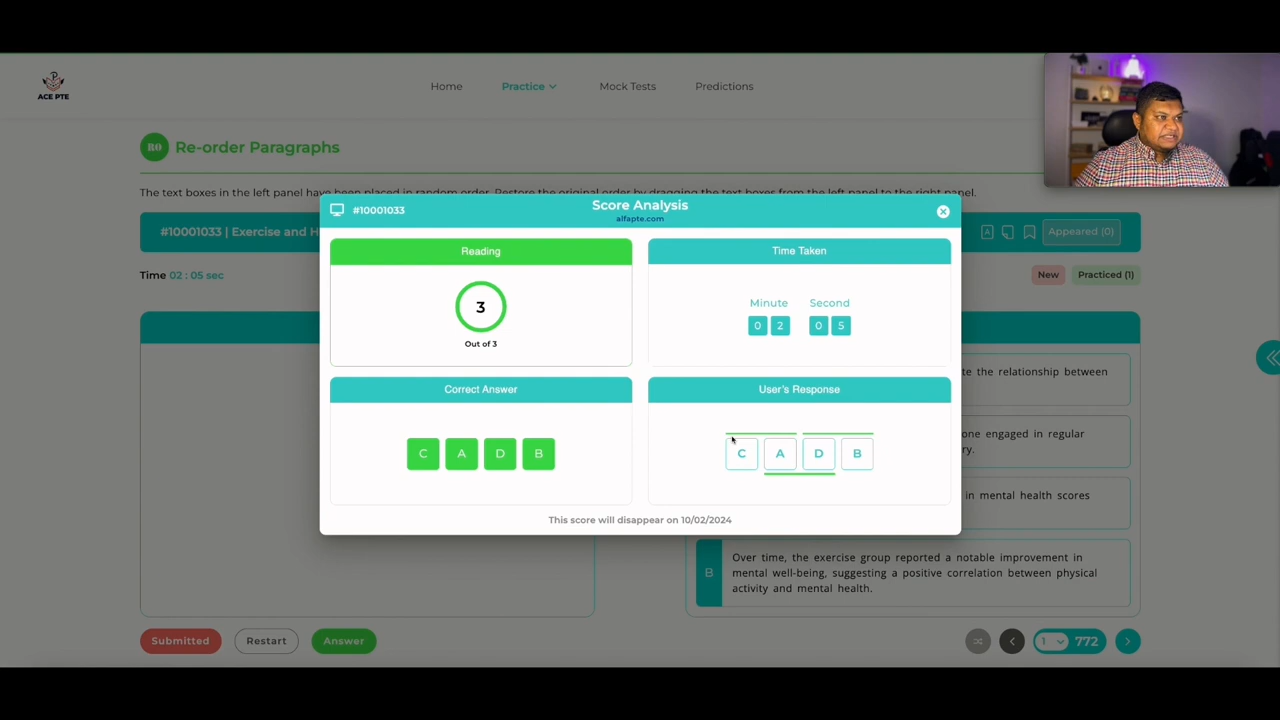 ACE PTE
Home
Practice
Mock Tests
Predictions
RO
Re-order Paragraphs
The text boxes in the left panel have been placed in random order. Restore the original order by dragging the text boxes from the left panel to the right panel.
#10001033 | Exercise and H
A
Appeared (0)
Time 02 : 05 sec
New
Practiced (1)
#10001033
Score Analysis
alfapte.com
Reading
3
Out of 3
Time Taken
Minute
Second
0 2
0 5
Correct Answer
C A D B
User's Response
C A D B
This score will disappear on 10/02/2024
te the relationship between
one engaged in regular
ry.
in mental health scores
B
Over time, the exercise group reported a notable improvement in
mental well-being, suggesting a positive correlation between physical
activity and mental health.
Submitted
Restart
Answer
1
772